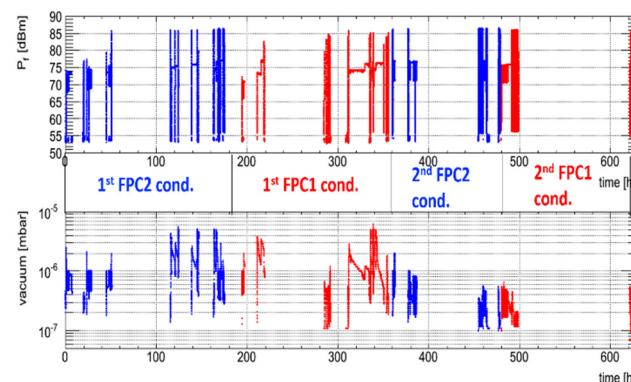 P_f [dBm]
90
85
80
75
70
65
60
55
50
0 100 200 300 400 500 600
time [h
1st FPC2 cond.
1st FPC1 cond.
2nd FPC2 cond.
2nd FPC1 cond.
vacuum [mbar]
10^-5
10^-6
10^-7
0 100 200 300 400 500 600
time [h